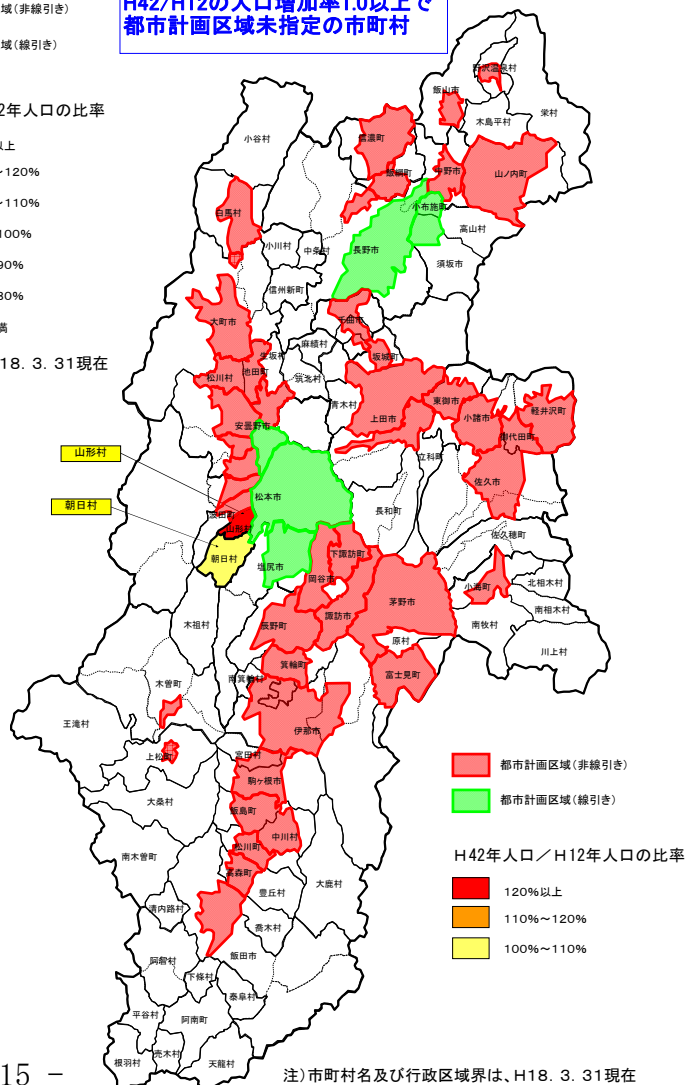 H42/H12の人口増加率1.0以上で
都市計画区域未指定の市町村
域(非線引き)
域(線引き)
2年人口の比率
以上
~120%
~110%
100%
90%
80%
満
18. 3. 31現在
野沢温泉村
飯山市
栄村
木島平村
小谷村
信濃町
飯綱町
中野市
山ノ内町
白馬村
小布施町
高山村
小川村
中条村
長野市
須坂市
信州新町
大町市
千曲市
麻績村
生坂村
坂城町
池田町
松川村
筑北村
青木村
東御市
軽井沢町
安曇野市
上田市
小諸市
御代田町
立科町
山形村
佐久市
松本市
朝日村
波田町
長和町
山形村
佐久穂町
朝日村
塩尻市
下諏訪町
岡谷市
小海町
北相木村
茅野市
南相木村
木祖村
辰野町
諏訪市
南牧村
原村
川上村
箕輪町
富士見町
木曽町
南箕輪村
王滝村
伊那市
上松町
宮田村
駒ヶ根市
大桑村
飯島町
中川村
松川町
南木曽町
高森町
大鹿村
豊丘村
清内路村
喬木村
飯田市
阿智村
下條村
泰阜村
平谷村
阿南町
売木村
根羽村
天龍村
都市計画区域(非線引き)
都市計画区域(線引き)
H42年人口/H12年人口の比率
120%以上
110%~120%
100%~110%
15 -
注)市町村名及び行政区域界は、H18. 3. 31現在